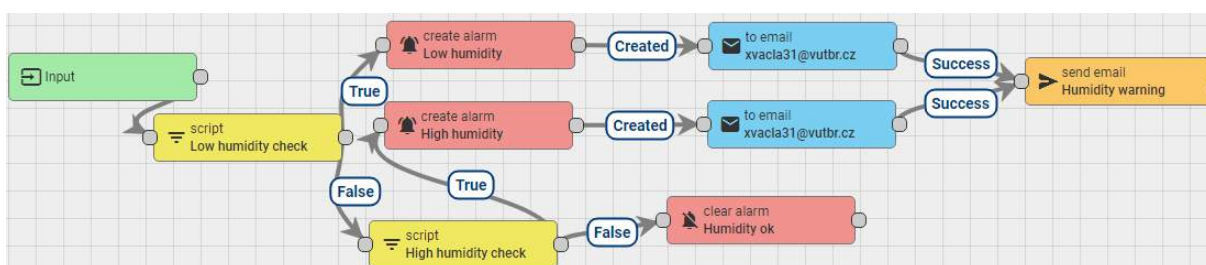 Input
script
Low humidity check
True
False
create alarm
Low humidity
Created
to email
xvacla31@vutbr.cz
Success
create alarm
High humidity
Created
to email
xvacla31@vutbr.cz
Success
send email
Humidity warning
True
script
High humidity check
False
clear alarm
Humidity ok